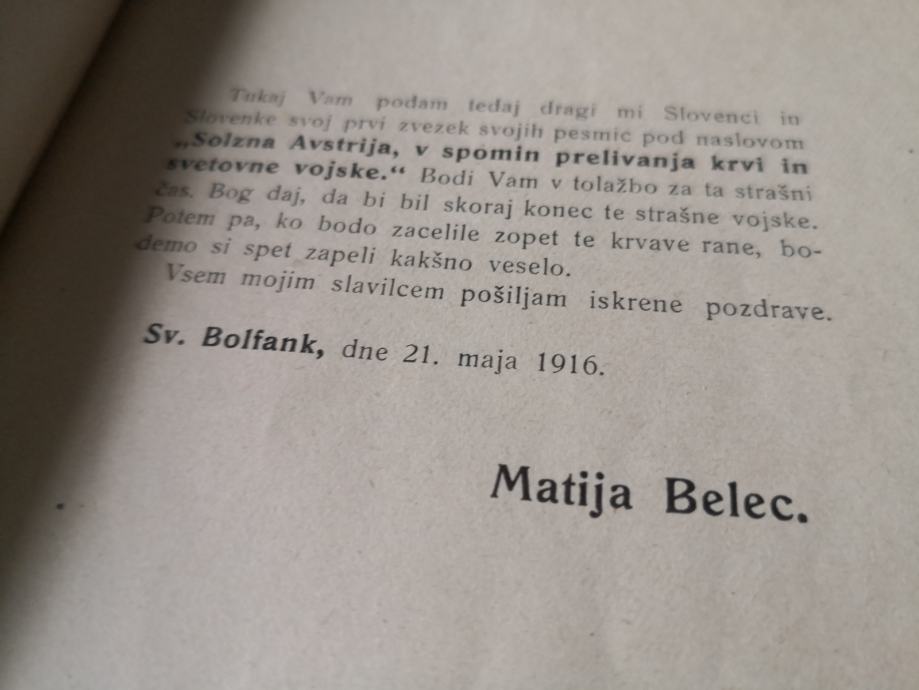 Tukaj Vam podam tedaj dragi mi Slovenci in
Slovenke svoj prvi zvezek svojih pesmic pod naslovom
„Solzna Avstrija, v spomin prelivanja krvi in
svetovne vojske.“ Bodi Vam v tolažbo za ta strašni
čas. Bog daj, da bi bil skoraj konec te strašne vojske.
Potem pa, ko bodo zacelile zopet te krvave rane, bo-
demo si spet zapeli kakšno veselo.
Vsem mojim slavilcem pošiljam iskrene pozdrave.
Sv. Bolfank, dne 21. maja 1916.
Matija Belec.